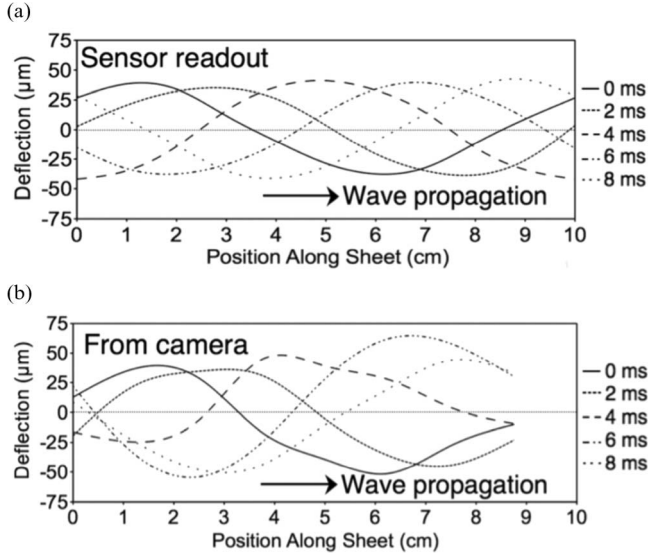 (a)
75
50
25
0
-25
-50
-75
Deflection (µm)
Sensor readout
Wave propagation
0 ms
2 ms
4 ms
6 ms
8 ms
0 1 2 3 4 5 6 7 8 9 10
Position Along Sheet (cm)
(b)
75
50
25
0
-25
-50
-75
Deflection (µm)
From camera
Wave propagation
0 ms
2 ms
4 ms
6 ms
8 ms
0 1 2 3 4 5 6 7 8 9 10
Position Along Sheet (cm)